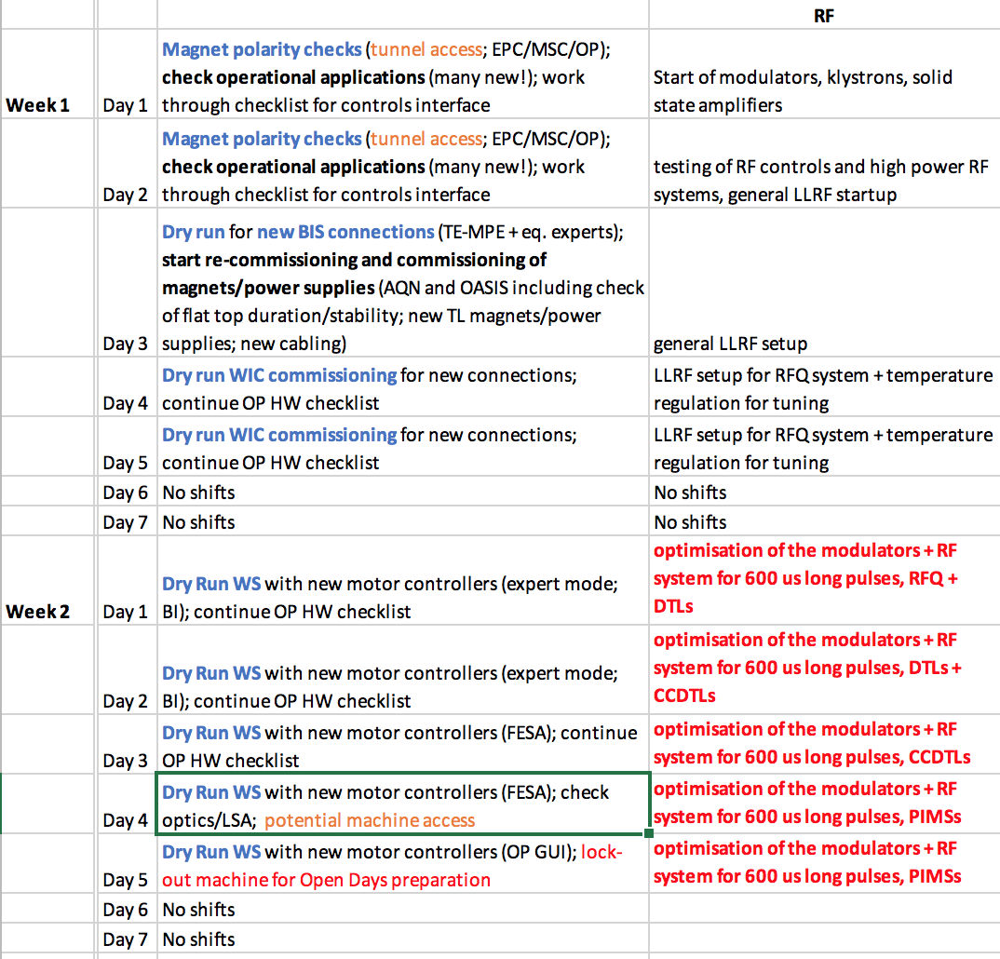 RF
Magnet polarity checks (tunnel access; EPC/MSC/OP);
check operational applications (many new!); work
Week 1 Day 1 through checklist for controls interface
Start of modulators, klystrons, solid
state amplifiers
Magnet polarity checks (tunnel access; EPC/MSC/OP);
check operational applications (many new!); work
Day 2 through checklist for controls interface
testing of RF controls and high power RF
systems, general LLRF startup
Dry run for new BIS connections (TE-MPE + eq. experts);
start re-commissioning and commissioning of
magnets/power supplies (AQN and OASIS including check
of flat top duration/stability; new TL magnets/power
Day 3 supplies; new cabling)
general LLRF setup
Dry run WIC commissioning for new connections;
Day 4 continue OP HW checklist
LLRF setup for RFQ system + temperature
regulation for tuning
Dry run WIC commissioning for new connections;
Day 5 continue OP HW checklist
LLRF setup for RFQ system + temperature
regulation for tuning
Day 6 No shifts No shifts
Day 7 No shifts No shifts
Dry Run WS with new motor controllers (expert mode;
Week 2 Day 1 BI); continue OP HW checklist
optimisation of the modulators + RF
system for 600 us long pulses, RFQ +
DTLs
Dry Run WS with new motor controllers (expert mode;
Day 2 BI); continue OP HW checklist
optimisation of the modulators + RF
system for 600 us long pulses, DTLs +
CCDTLs
Dry Run WS with new motor controllers (FESA); continue
Day 3 OP HW checklist
optimisation of the modulators + RF
system for 600 us long pulses, CCDTLs
Dry Run WS with new motor controllers (FESA); check
Day 4 optics/LSA; potential machine access
optimisation of the modulators + RF
system for 600 us long pulses, PIMSs
Dry Run WS with new motor controllers (OP GUI); lock-
Day 5 out machine for Open Days preparation
optimisation of the modulators + RF
system for 600 us long pulses, PIMSs
Day 6 No shifts
Day 7 No shifts